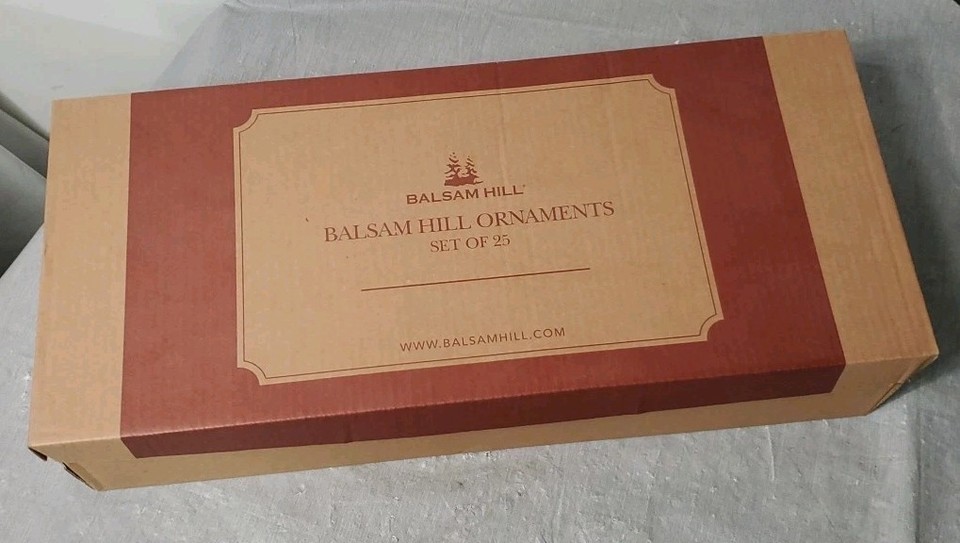 BALSAM HILL®
BALSAM HILL ORNAMENTS
SET OF 25
WWW.BALSAMHILL.COM